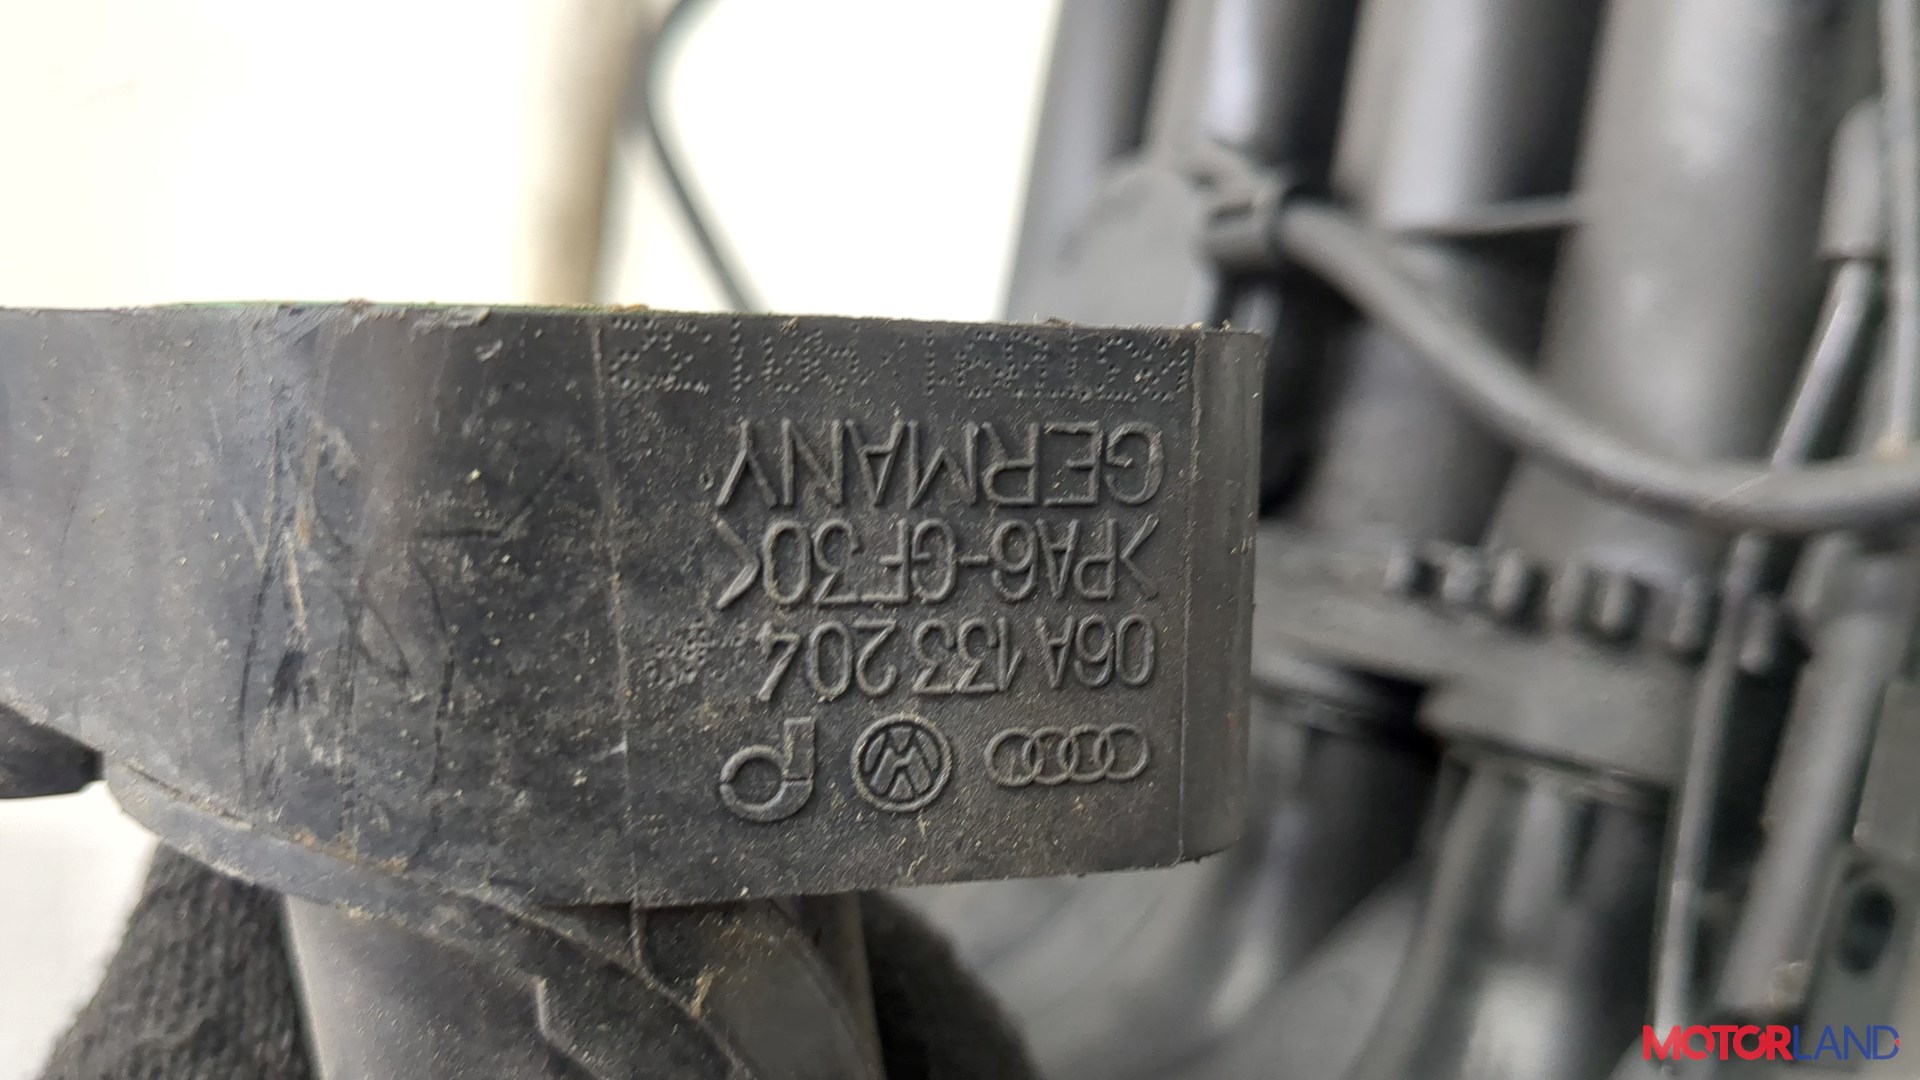 06A 133 204
>PA6-GF30<
GERMANY
MOTORLAND